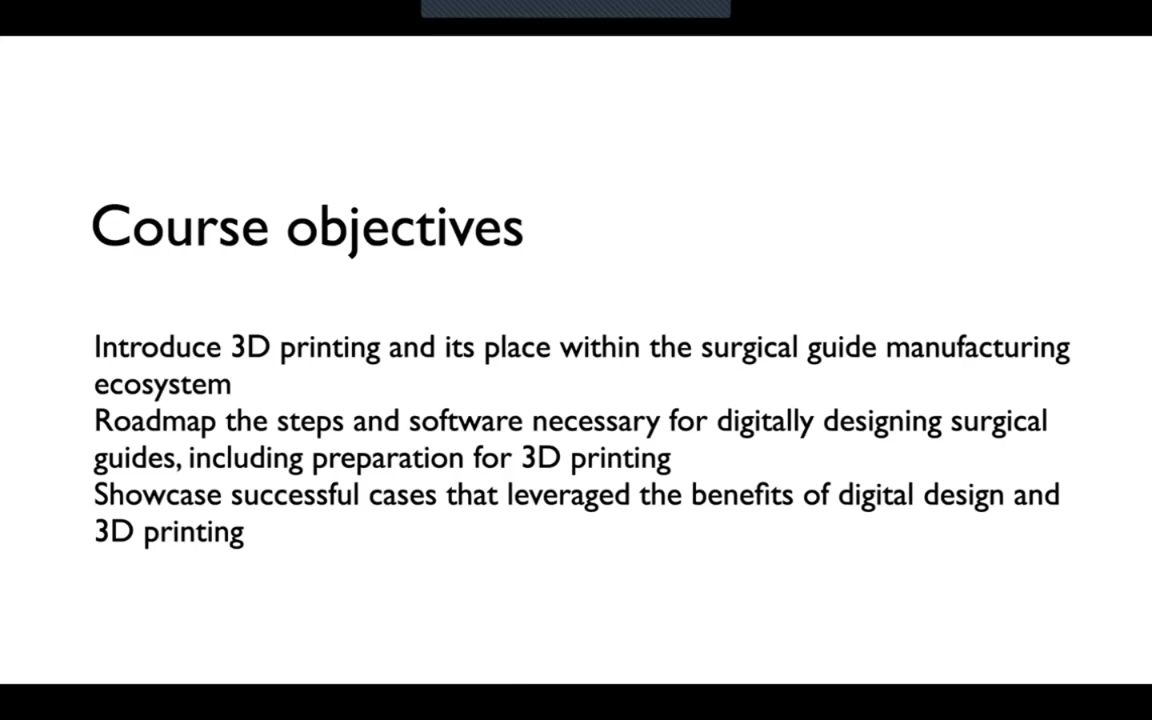 Course objectives
Introduce 3D printing and its place within the surgical guide manufacturing
ecosystem
Roadmap the steps and software necessary for digitally designing surgical
guides, including preparation for 3D printing
Showcase successful cases that leveraged the benefits of digital design and
3D printing